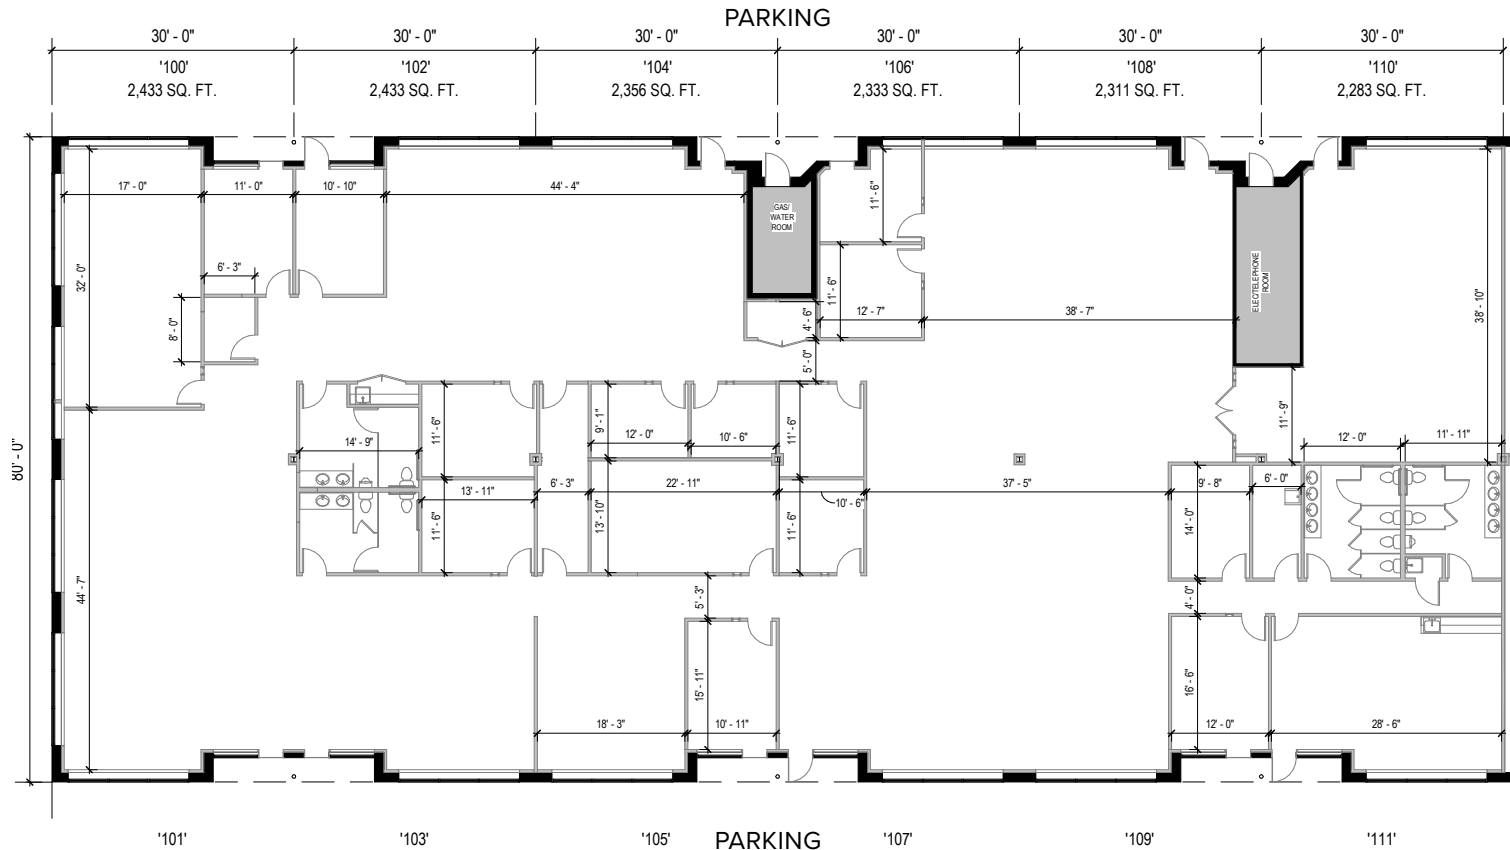 PARKING
30' - 0" 30' - 0" 30' - 0" 30' - 0" 30' - 0" 30' - 0"
'100' '102' '104' '106' '108' '110'
2,433 SQ. FT. 2,433 SQ. FT. 2,356 SQ. FT. 2,333 SQ. FT. 2,311 SQ. FT. 2,283 SQ. FT.
17' - 0" 11' - 0" 10' - 10" 44' - 4"
11' - 6"
GAS/
WATER
ROOM
6' - 3"
32' - 0"
8' - 0"
11' - 6"
4' - 6"
12' - 7"
38' - 7"
ELEC/TELEPHONE
ROOM
38' - 10"
5' - 0"
80' - 0"
14' - 9"
11' - 6"
9' - 1"
12' - 0"
10' - 6"
11' - 6"
11' - 9"
12' - 0"
11' - 11"
13' - 11"
6' - 3"
22' - 11"
10' - 6"
37' - 5"
9' - 8"
6' - 0"
11' - 6"
13' - 10"
11' - 6"
14' - 0"
44' - 7"
5' - 3"
4' - 0"
15' - 11"
16' - 6"
18' - 3"
10' - 11"
12' - 0"
28' - 6"
'101' '103' '105' PARKING '107' '109' '111'